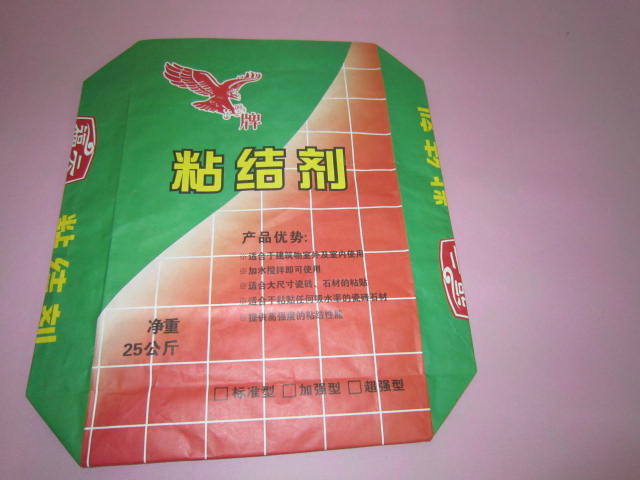 牌
粘结剂
产品优势:
※适合于建筑物室外及室内使用
※加水搅拌即可使用
※适合大尺寸瓷砖、石材的粘贴
※适合于粘贴任何吸水率的瓷砖石材
※提供高强度的粘结性能
净重
25公斤
□标准型 □加强型 □超强型
粘结剂
粘结剂